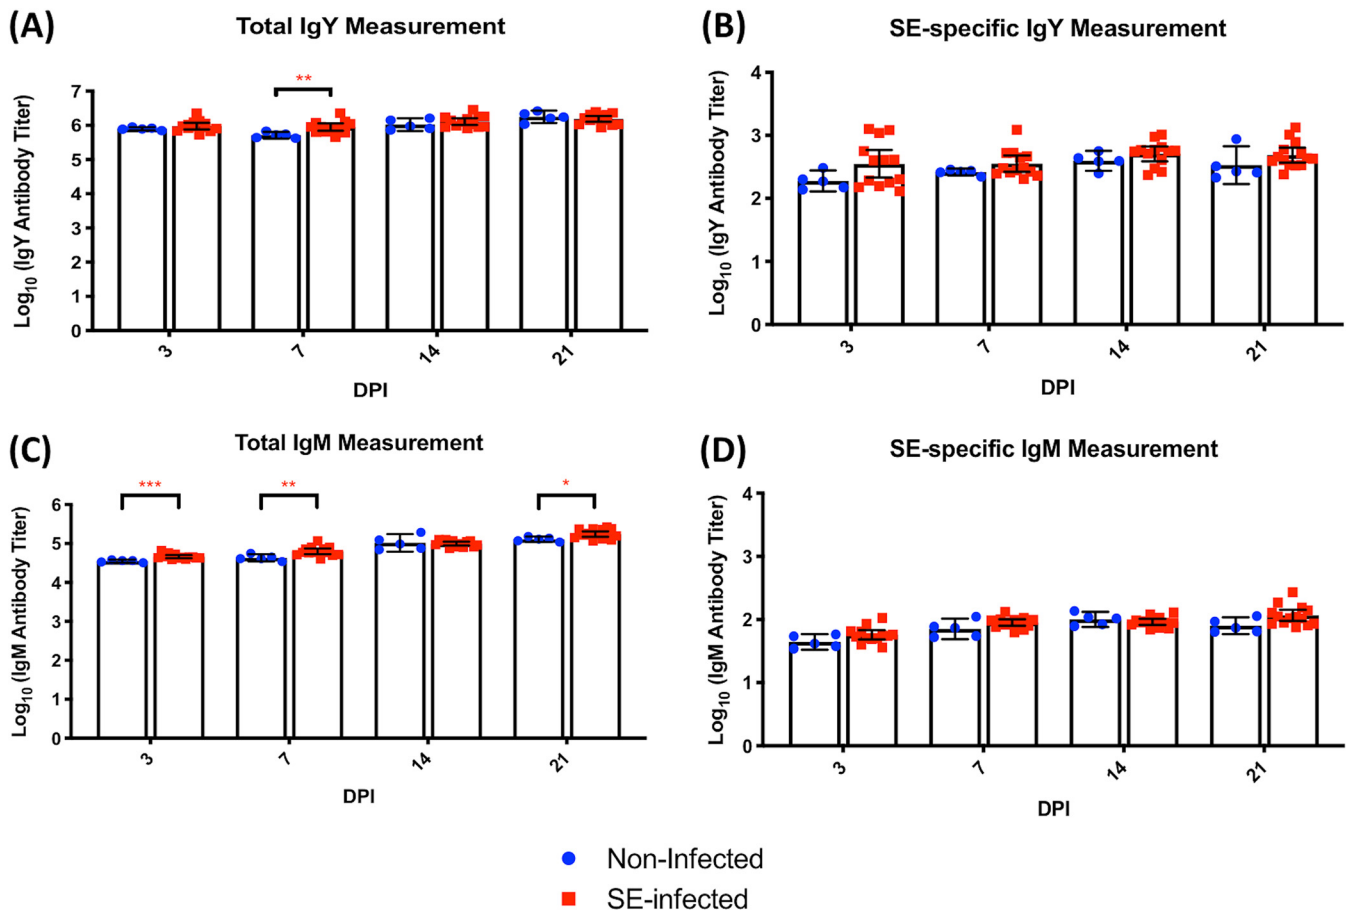 (A)
Total IgY Measurement
**
Log10 (IgY Antibody Titer)
7
6
5
4
3
2
1
0
3
7
14
21
DPI
(B)
SE-specific IgY Measurement
Log10 (IgY Antibody Titer)
4
3
2
1
0
3
7
14
21
DPI
(C)
Total IgM Measurement
***
**
*
Log10 (IgM Antibody Titer)
6
5
4
3
2
1
0
3
7
14
21
DPI
(D)
SE-specific IgM Measurement
Log10 (IgM Antibody Titer)
4
3
2
1
0
3
7
14
21
DPI
Non-Infected
SE-infected